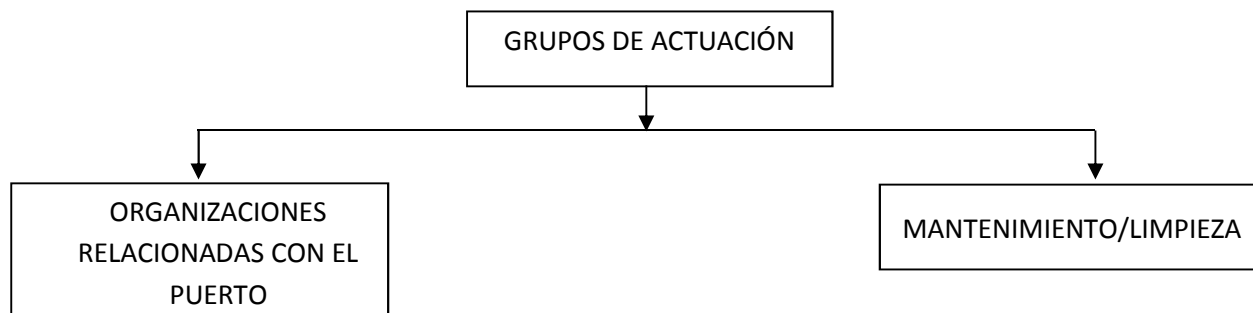 GRUPOS DE ACTUACIÓN
ORGANIZACIONES
RELACIONADAS CON EL
PUERTO
MANTENIMIENTO/LIMPIEZA